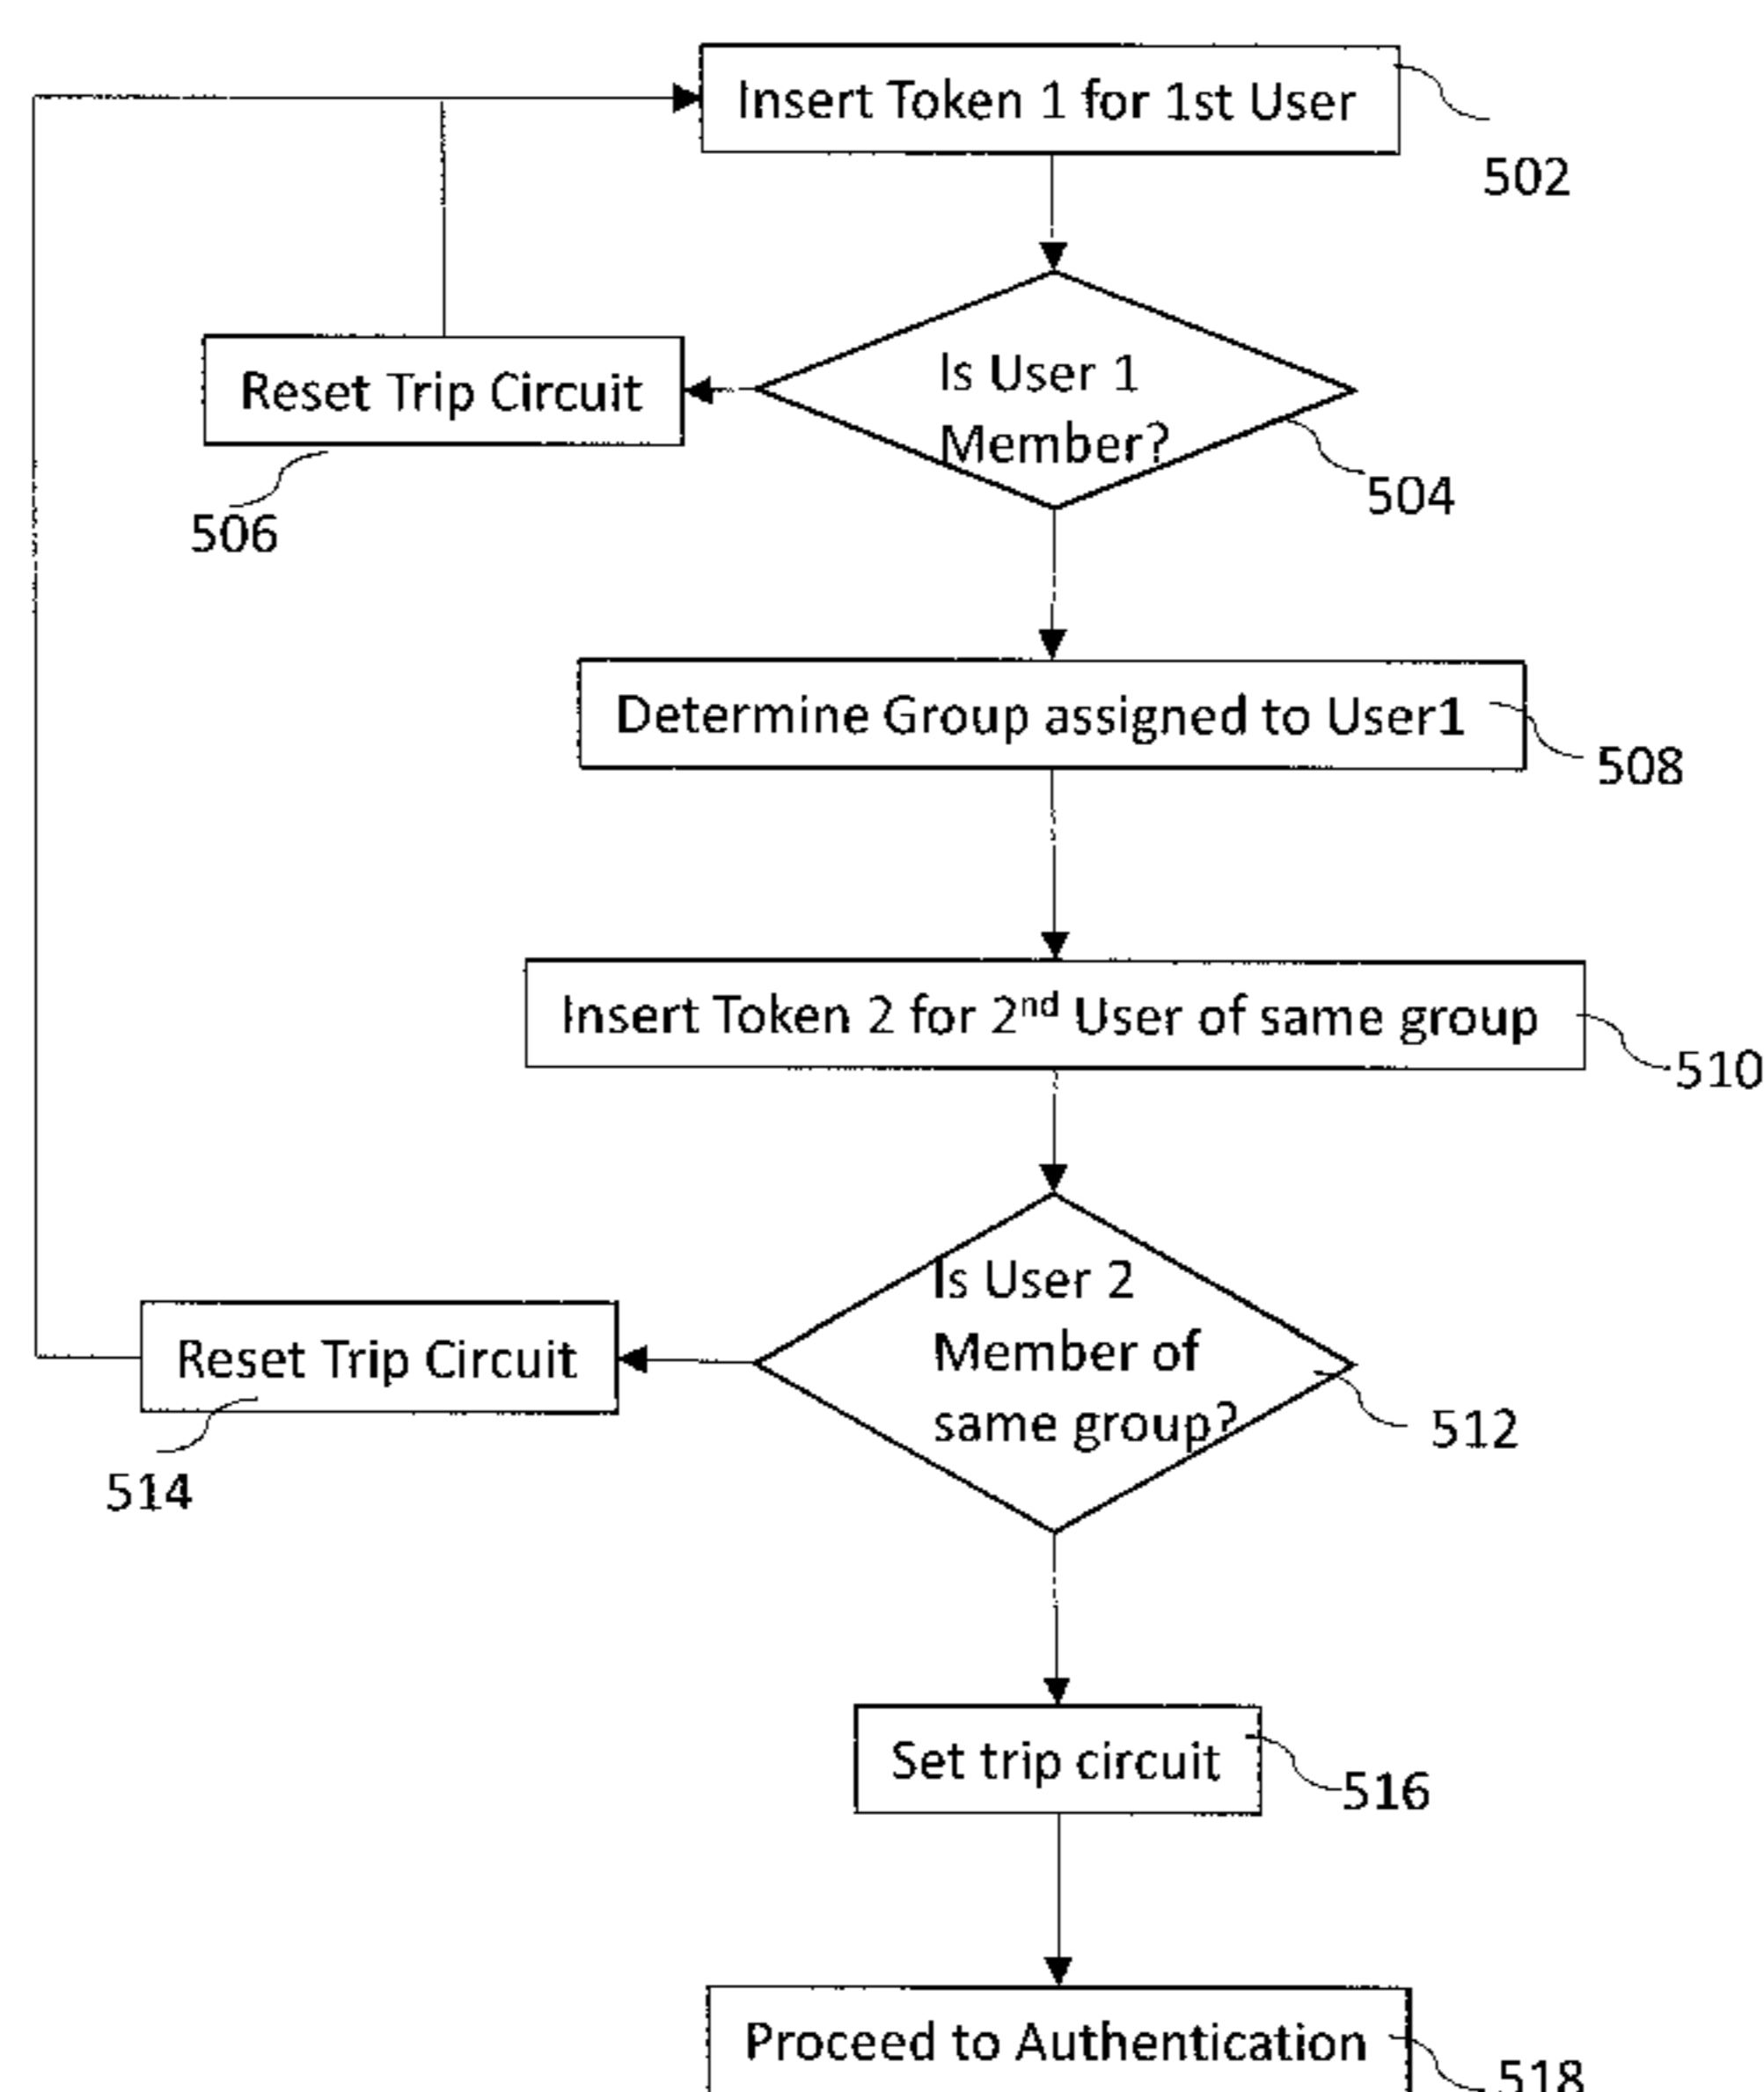 Insert Token 1 for 1st User
502
Is User 1
Member?
504
Reset Trip Circuit
506
Determine Group assigned to User1
508
Insert Token 2 for 2nd User of same group
510
Is User 2
Member of
same group?
512
Reset Trip Circuit
514
Set trip circuit
516
Proceed to Authentication
518